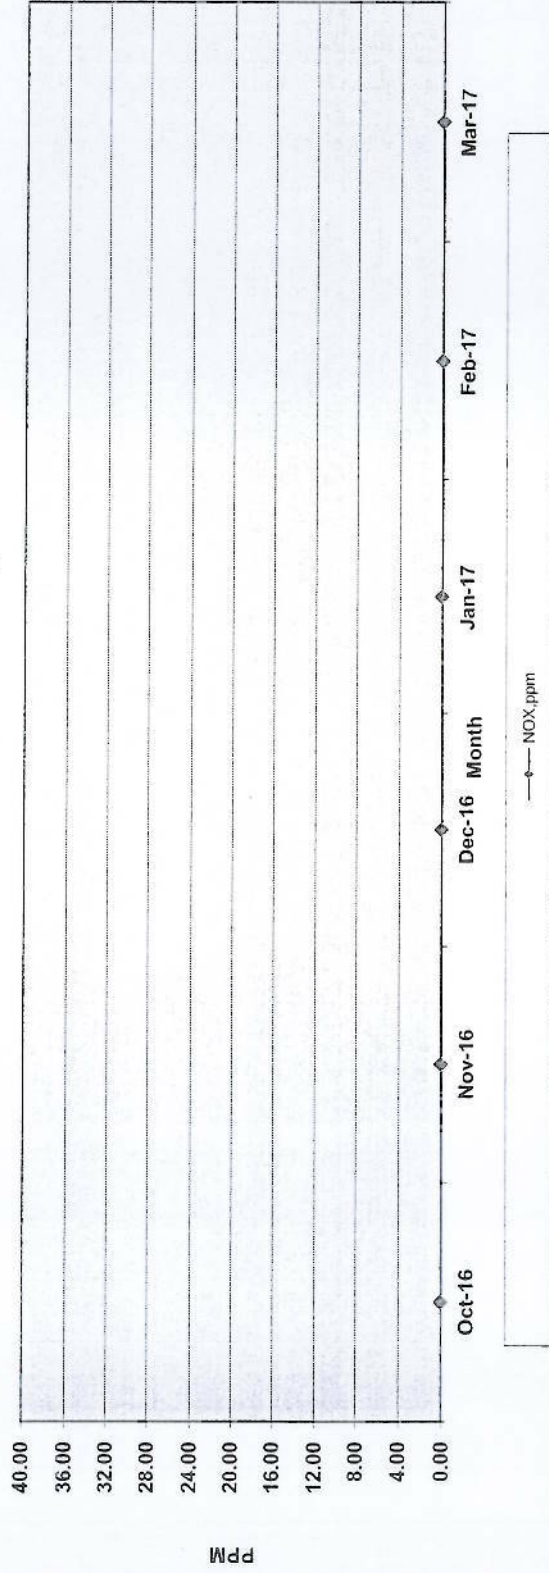 PPM
40.00
36.00
32.00
28.00
24.00
20.00
16.00
12.00
8.00
4.00
0.00
Oct-16
Nov-16
Dec-16
Jan-17
Feb-17
Mar-17
Month
NOX,ppm